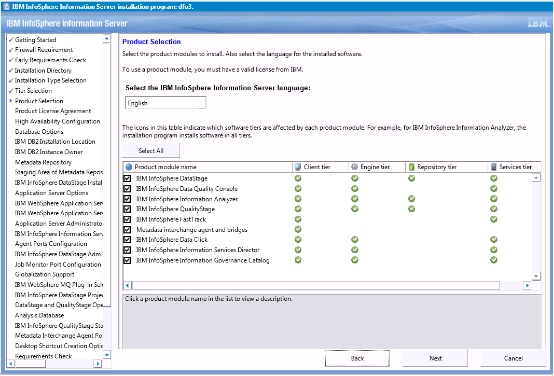 IBM InfoSphere Information Server installation program: dfo3.
IBM InfoSphere Information Server
IBM.
Getting Started
Firewall Requirement
Early Requirements Check
Installation Directory
Installation Type Selection
Tier Selection
Product Selection
Product License Agreement
High Availability Configuration
Database Options
IBM DB2 Installation Location
IBM DB2 Instance Owner
Metadata Repository
Staging Area of Metadata Repos
IBM InfoSphere DataStage Instal
Application Server Options
IBM WebSphere Application Ser
IBM WebSphere Application Ser
Application Server Administrato
IBM InfoSphere Information Ser
Agent Ports Configuration
IBM InfoSphere DataStage Admi
Job Monitor Port Configuration
Globalization Support
IBM WebSphere MQ Plug-in Sel
IBM InfoSphere DataStage Proje
DataStage and QualityStage Ope
Analysis Database
IBM InfoSphere QualityStage Sta
Metadata Interchange Agent Po
Desktop Shortcut Creation Optic
Requirements Check
Product Selection
Select the product modules to install. Also select the language for the installed software.
To use a product module, you must have a valid license from IBM.
Select the IBM InfoSphere Information Server language:
English
The icons in this table indicate which software tiers are affected by each product module. For example, for IBM InfoSphere Information Analyzer, the
installation program installs software in all tiers.
Select All
Product module name Client tier Engine tier Repository tier Services tier
IBM InfoSphere DataStage
IBM InfoSphere Data Quality Console
IBM InfoSphere Information Analyzer
IBM InfoSphere QualityStage
IBM InfoSphere FastTrack
Metadata interchange agent and bridges
IBM InfoSphere Data Click
IBM InfoSphere Information Services Director
IBM InfoSphere Information Governance Catalog
Click a product module name in the list to view a description.
Back Next Cancel